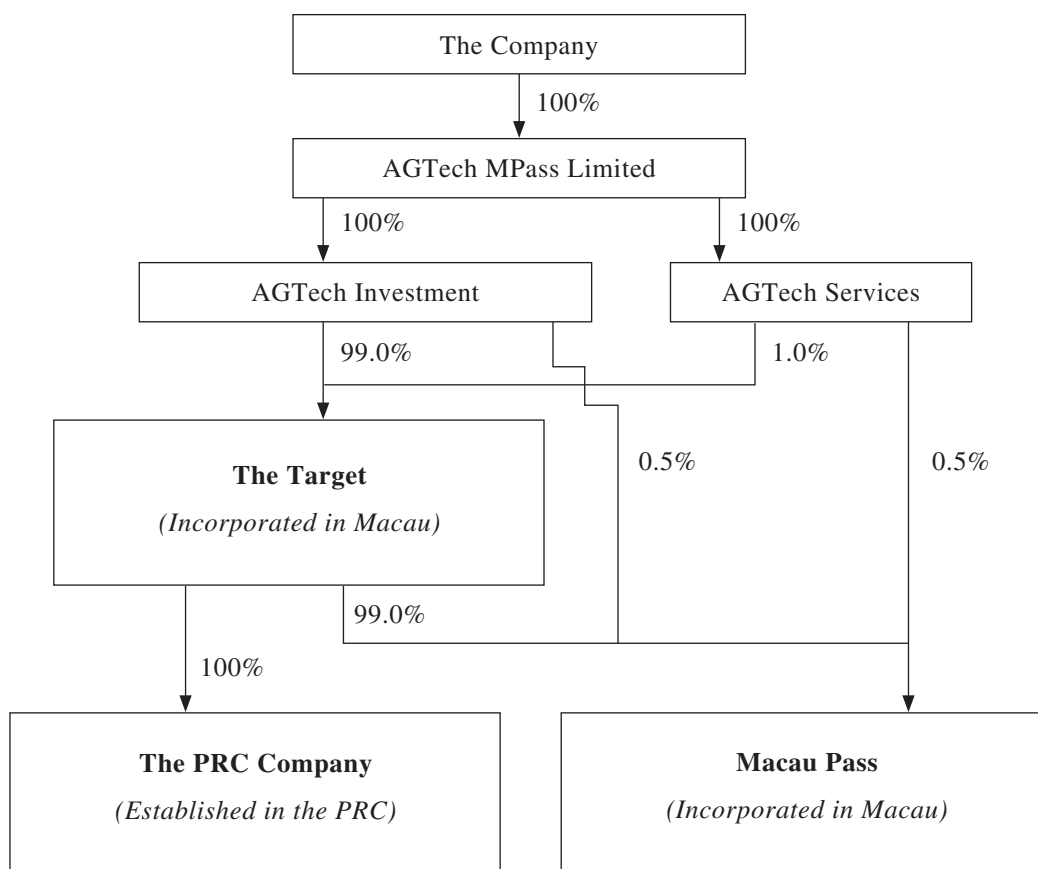 The Company
100%
AGTech MPass Limited
100%
100%
AGTech Investment
AGTech Services
99.0%
1.0%
The Target
(Incorporated in Macau)
0.5%
0.5%
99.0%
100%
The PRC Company
(Established in the PRC)
Macau Pass
(Incorporated in Macau)